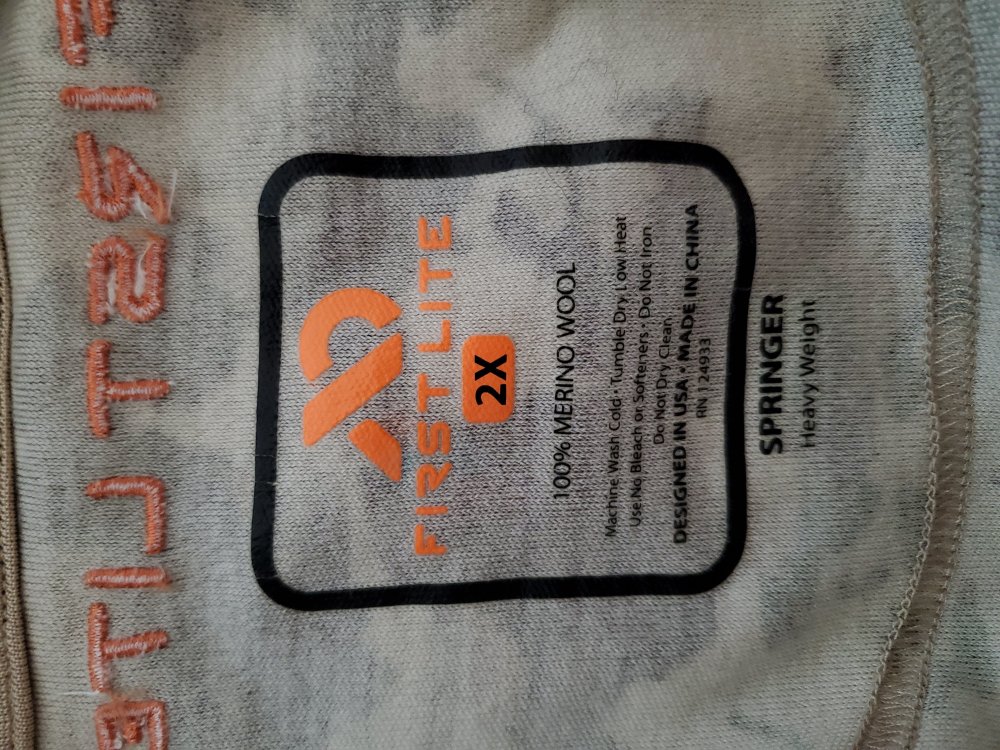 FIRST LITE
FIRST LITE
2X
100% MERINO WOOL
Machine Wash Cold • Tumble Dry Low Heat
Use No Bleach or Softeners • Do Not Iron
Do Not Dry Clean
DESIGNED IN USA • MADE IN CHINA
RN 124933
SPRINGER
Heavy Weight